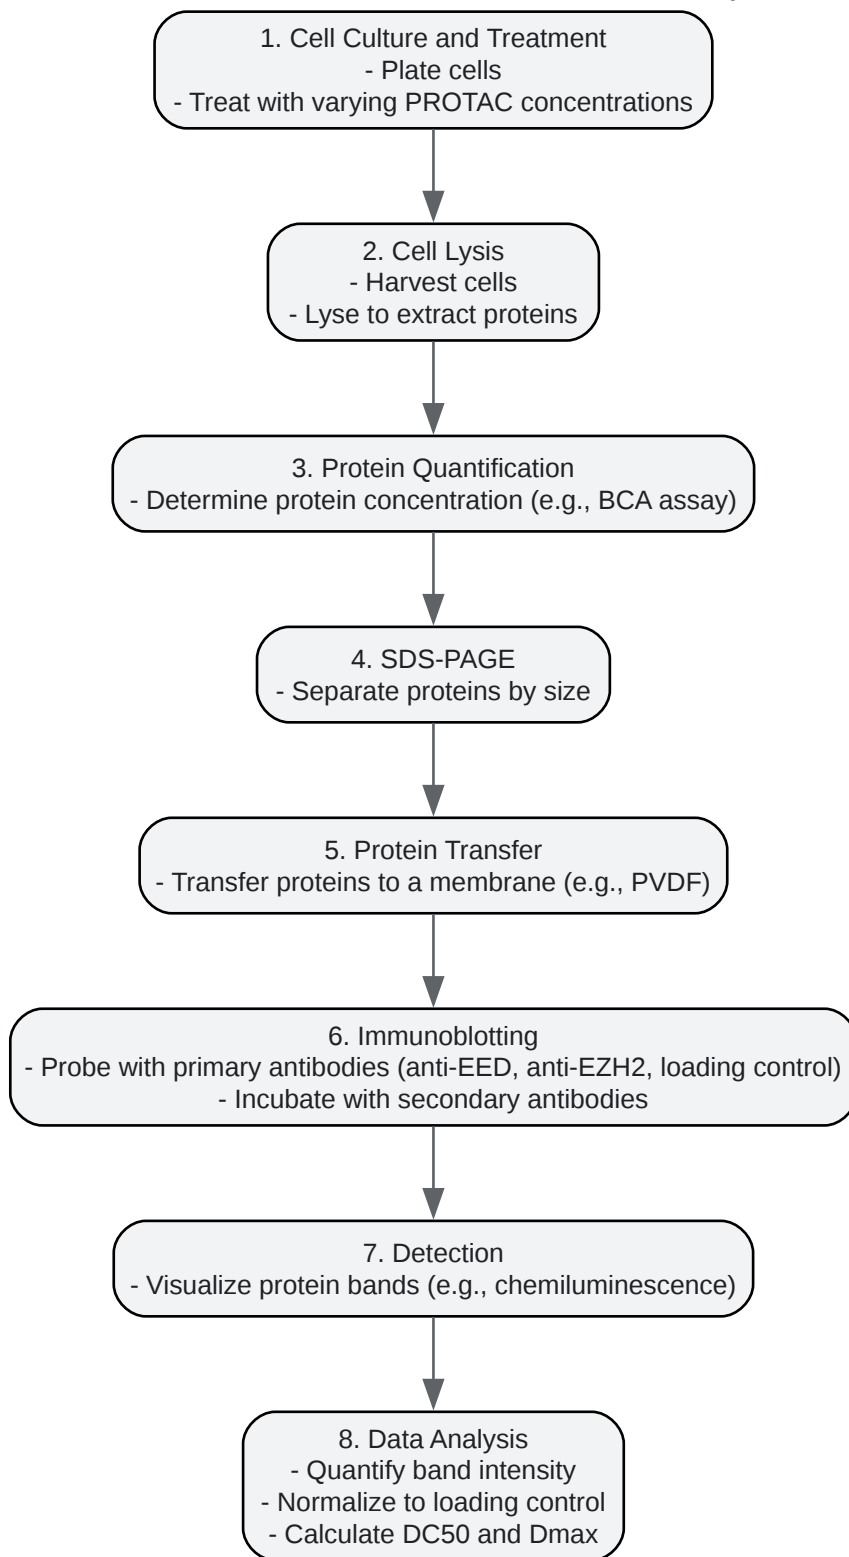 1. Cell Culture and Treatment
- Plate cells
- Treat with varying PROTAC concentrations
2. Cell Lysis
- Harvest cells
- Lyse to extract proteins
3. Protein Quantification
- Determine protein concentration (e.g., BCA assay)
4. SDS-PAGE
- Separate proteins by size
5. Protein Transfer
- Transfer proteins to a membrane (e.g., PVDF)
6. Immunoblotting
- Probe with primary antibodies (anti-EED, anti-EZH2, loading control)
- Incubate with secondary antibodies
7. Detection
- Visualize protein bands (e.g., chemiluminescence)
8. Data Analysis
- Quantify band intensity
- Normalize to loading control
- Calculate DC50 and Dmax